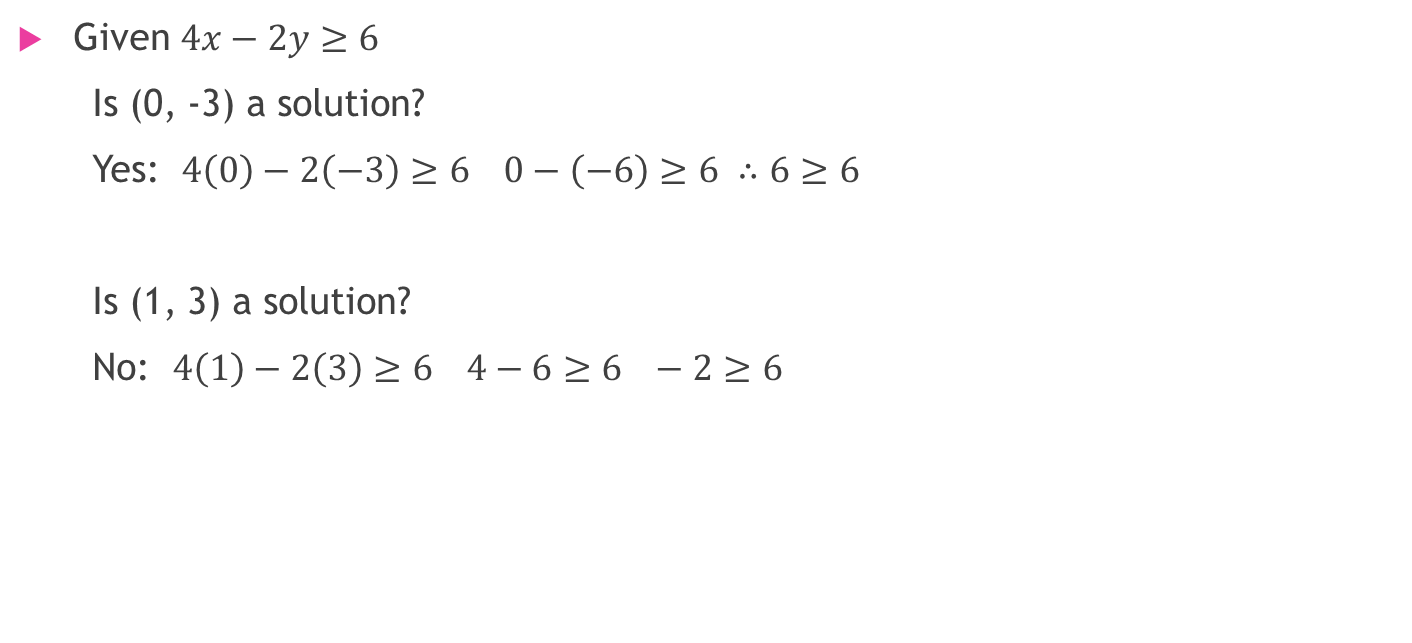 Given 4x − 2y ≥ 6
Is (0, -3) a solution?
Yes: 4(0) − 2(−3) ≥ 6 0 − (−6) ≥ 6 ∴ 6 ≥ 6
Is (1, 3) a solution?
No: 4(1) − 2(3) ≥ 6 4 − 6 ≥ 6 − 2 ≥ 6